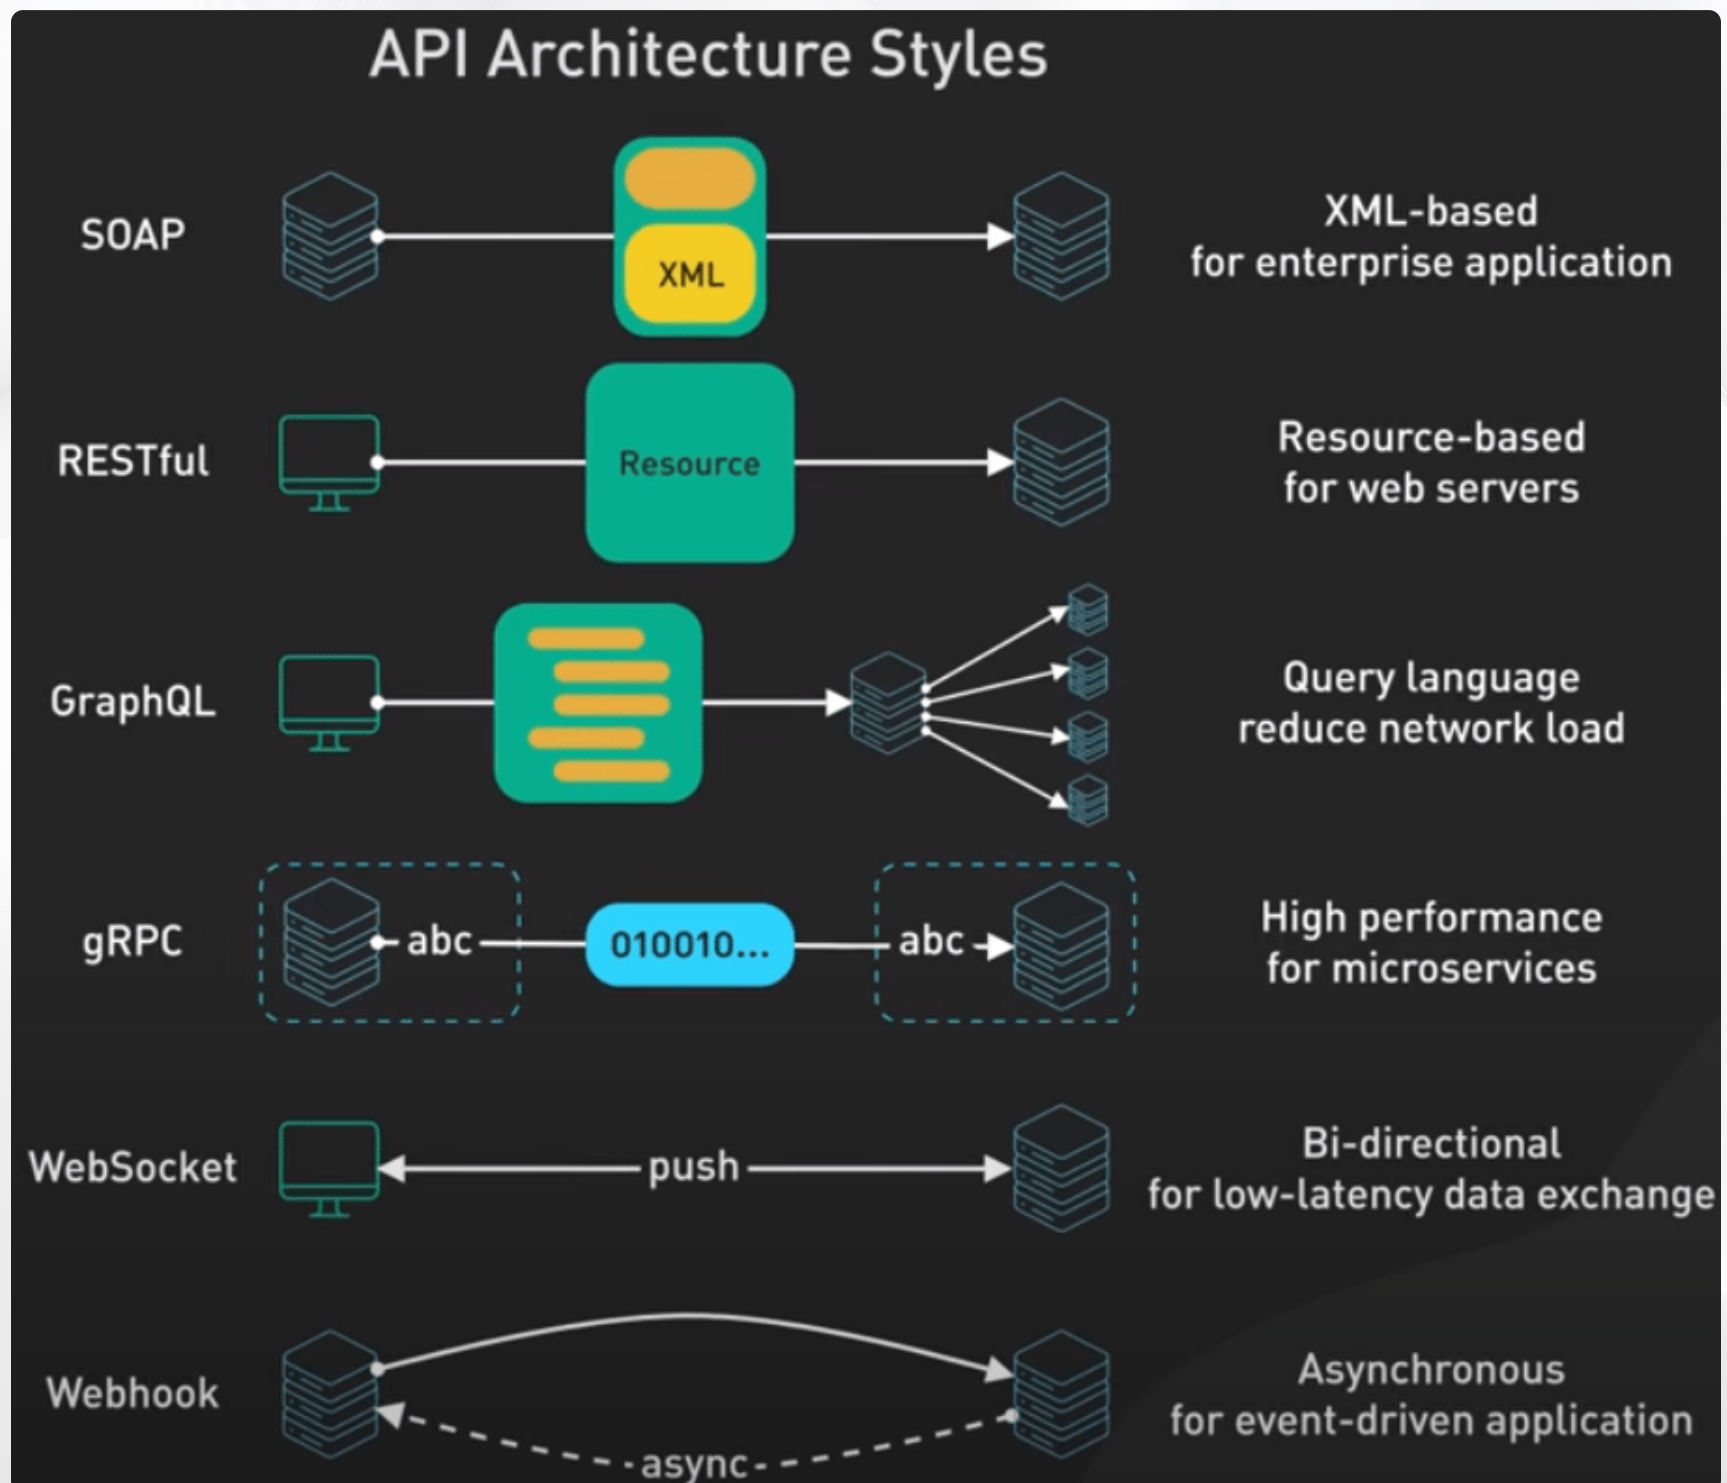 API Architecture Styles
SOAP
XML
XML-based
for enterprise application
RESTful
Resource
Resource-based
for web servers
GraphQL
Query language
reduce network load
gRPC
abc
010010...
abc
High performance
for microservices
WebSocket
push
Bi-directional
for low-latency data exchange
Webhook
async
Asynchronous
for event-driven application